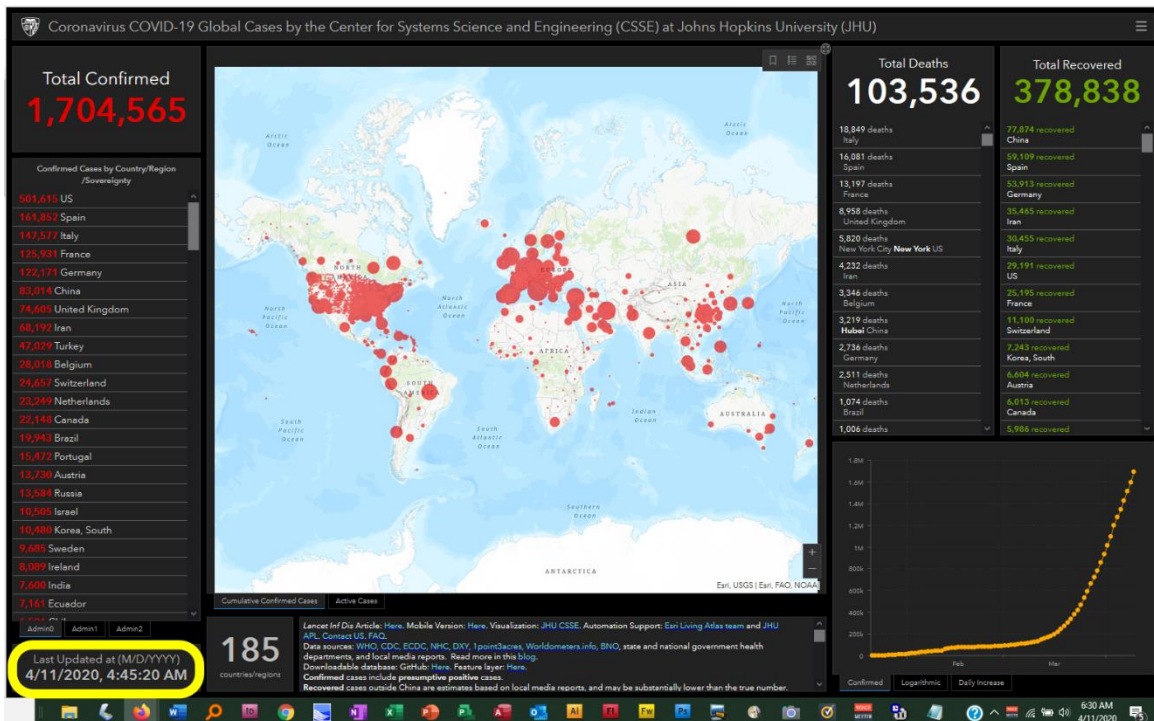 Coronavirus COVID-19 Global Cases by the Center for Systems Science and Engineering (CSSE) at Johns Hopkins University (JHU)
Total Confirmed
1,704,565
Confirmed Cases by Country/Region
/Sovereignty
501,615 US
161,852 Spain
147,577 Italy
125,931 France
122,171 Germany
83,014 China
74,605 United Kingdom
68,192 Iran
47,029 Turkey
28,018 Belgium
24,657 Switzerland
23,249 Netherlands
22,148 Canada
19,943 Brazil
15,472 Portugal
13,730 Austria
13,584 Russia
10,505 Israel
10,480 Korea, South
9,685 Sweden
8,089 Ireland
7,600 India
7,161 Ecuador
Admin0 Admin1 Admin2
Last Updated at (M/D/YYYY)
4/11/2020, 4:45:20 AM
Arctic
Ocean
Arctic
Ocean
NORTH
AMERICA
EUROPE
ASIA
North
Pacific
Ocean
North
Atlantic
Ocean
North
Pacific
Ocean
AFRICA
SOUTH
AMERICA
Indian
Ocean
AUSTRALIA
South
Pacific
Ocean
South
Atlantic
Ocean
Southern
Ocean
ANTARCTICA
+
−
Esri, USGS | Esri, FAO, NOAA
Cumulative Confirmed Cases Active Cases
185
countries/regions
Lancet Inf Dis Article: Here. Mobile Version: Here. Visualization: JHU CSSE. Automation Support: Esri Living Atlas team and JHU
APL. Contact US. FAQ.
Data sources: WHO, CDC, ECDC, NHC, DXY, 1point3acres, Worldometers.info, BNO, state and national government health
departments, and local media reports. Read more in this blog.
Downloadable database: GitHub: Here. Feature layer: Here.
Confirmed cases include presumptive positive cases.
Recovered cases outside China are estimates based on local media reports, and may be substantially lower than the true number.
Total Deaths
103,536
18,849 deaths
Italy
16,081 deaths
Spain
13,197 deaths
France
8,958 deaths
United Kingdom
5,820 deaths
New York City New York US
4,232 deaths
Iran
3,346 deaths
Belgium
3,219 deaths
Hubei China
2,736 deaths
Germany
2,511 deaths
Netherlands
1,074 deaths
Brazil
1,006 deaths
Total Recovered
378,838
77,874 recovered
China
59,109 recovered
Spain
53,913 recovered
Germany
35,465 recovered
Iran
30,455 recovered
Italy
29,191 recovered
US
25,195 recovered
France
11,100 recovered
Switzerland
7,243 recovered
Korea, South
6,604 recovered
Austria
6,013 recovered
Canada
5,986 recovered
1.8M
1.6M
1.4M
1.2M
1M
800k
600k
400k
200k
0
Feb Mar
Confirmed Logarithmic Daily Increase
6:30 AM
4/11/2020